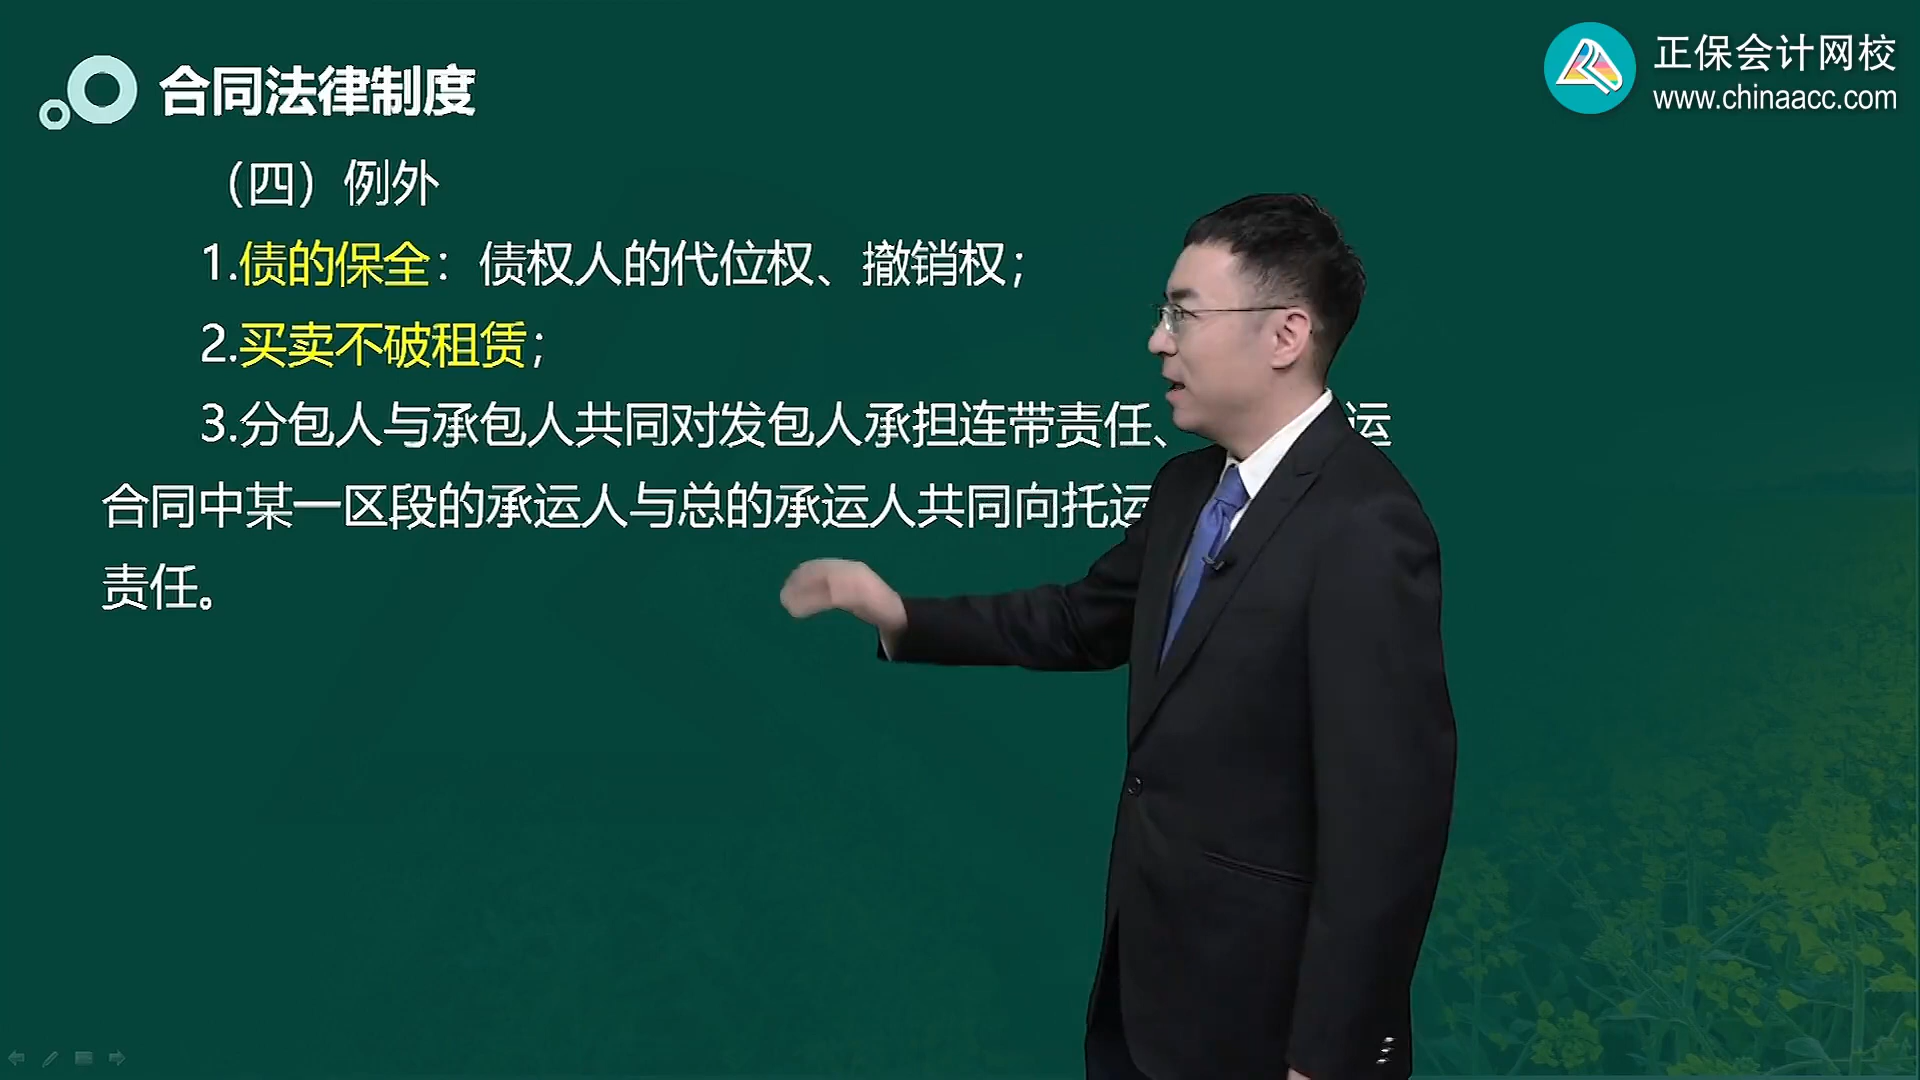 正保会计网校
www.chinaacc.com
合同法律制度
（四）例外
1.债的保全：债权人的代位权、撤销权；
2.买卖不破租赁；
3.分包人与承包人共同对发包人承担连带责任、 运
合同中某一区段的承运人与总的承运人共同向托运
责任。